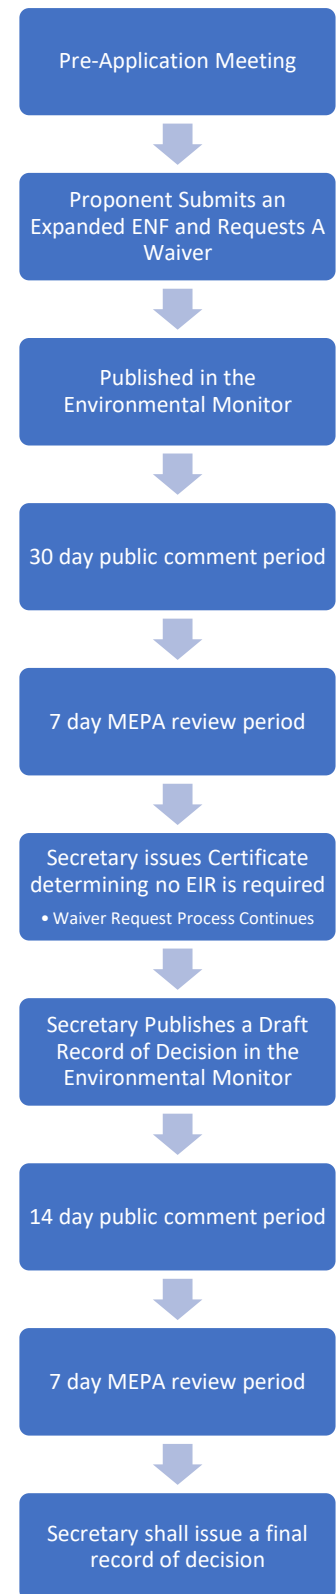 Pre-Application Meeting
Proponent Submits an
Expanded ENF and Requests A
Waiver
Published in the
Environmental Monitor
30 day public comment period
7 day MEPA review period
Secretary issues Certificate
determining no EIR is required
• Waiver Request Process Continues
Secretary Publishes a Draft
Record of Decision in the
Environmental Monitor
14 day public comment period
7 day MEPA review period
Secretary shall issue a final
record of decision